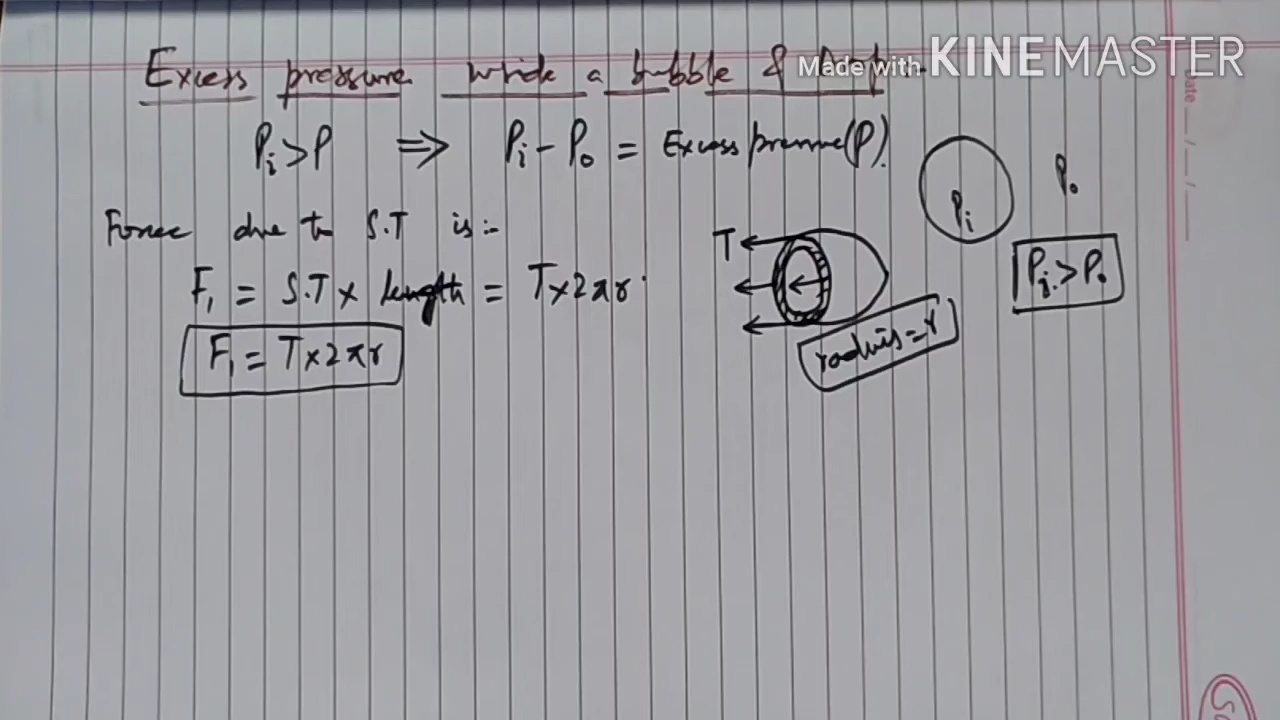 Excess pressure inside a bubble &
Made with KINEMASTER
Pi > P ⇒ Pi - Po = Excess pressure (P).
Force due to S.T is :-
F1 = S.T × length = T × 2πr.
F1 = T × 2πr
T
radius = r
Pi
Po
Pi > Po
Date